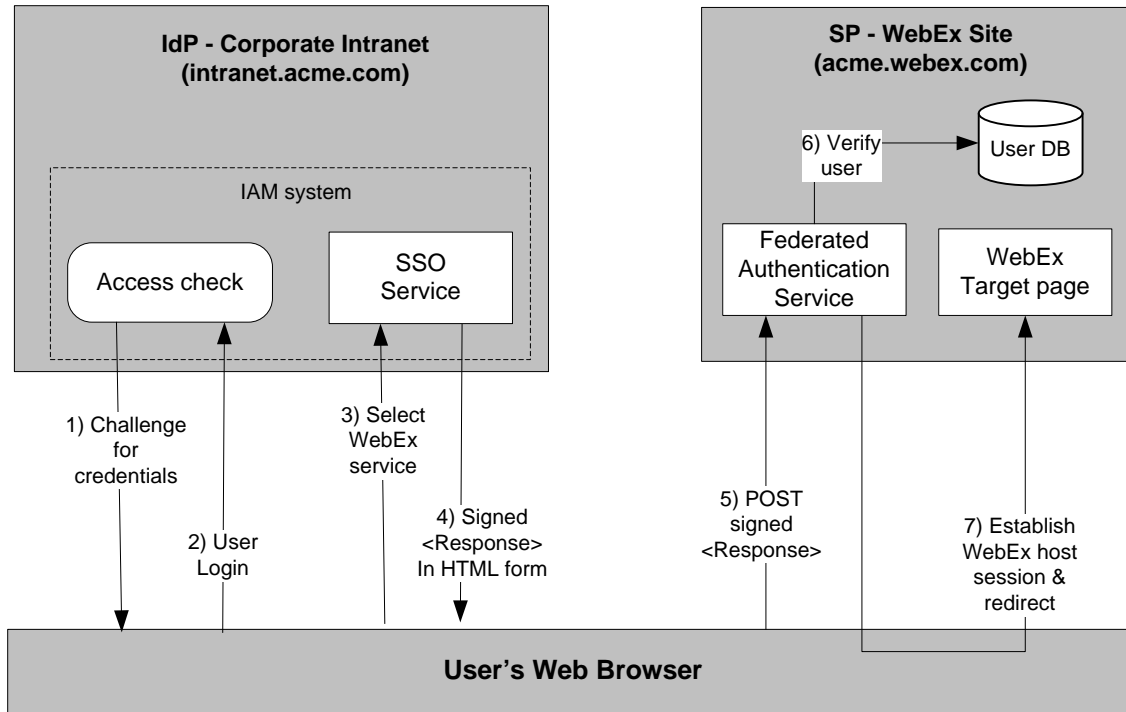 IdP - Corporate Intranet
(intranet.acme.com)
IAM system
Access check
SSO
Service
1) Challenge
for
credentials
2) User
Login
3) Select
WebEx
service
4) Signed
<Response>
In HTML form
SP - WebEx Site
(acme.webex.com)
6) Verify
user
User DB
Federated
Authentication
Service
WebEx
Target page
5) POST
signed
<Response>
7) Establish
WebEx host
session &
redirect
User's Web Browser